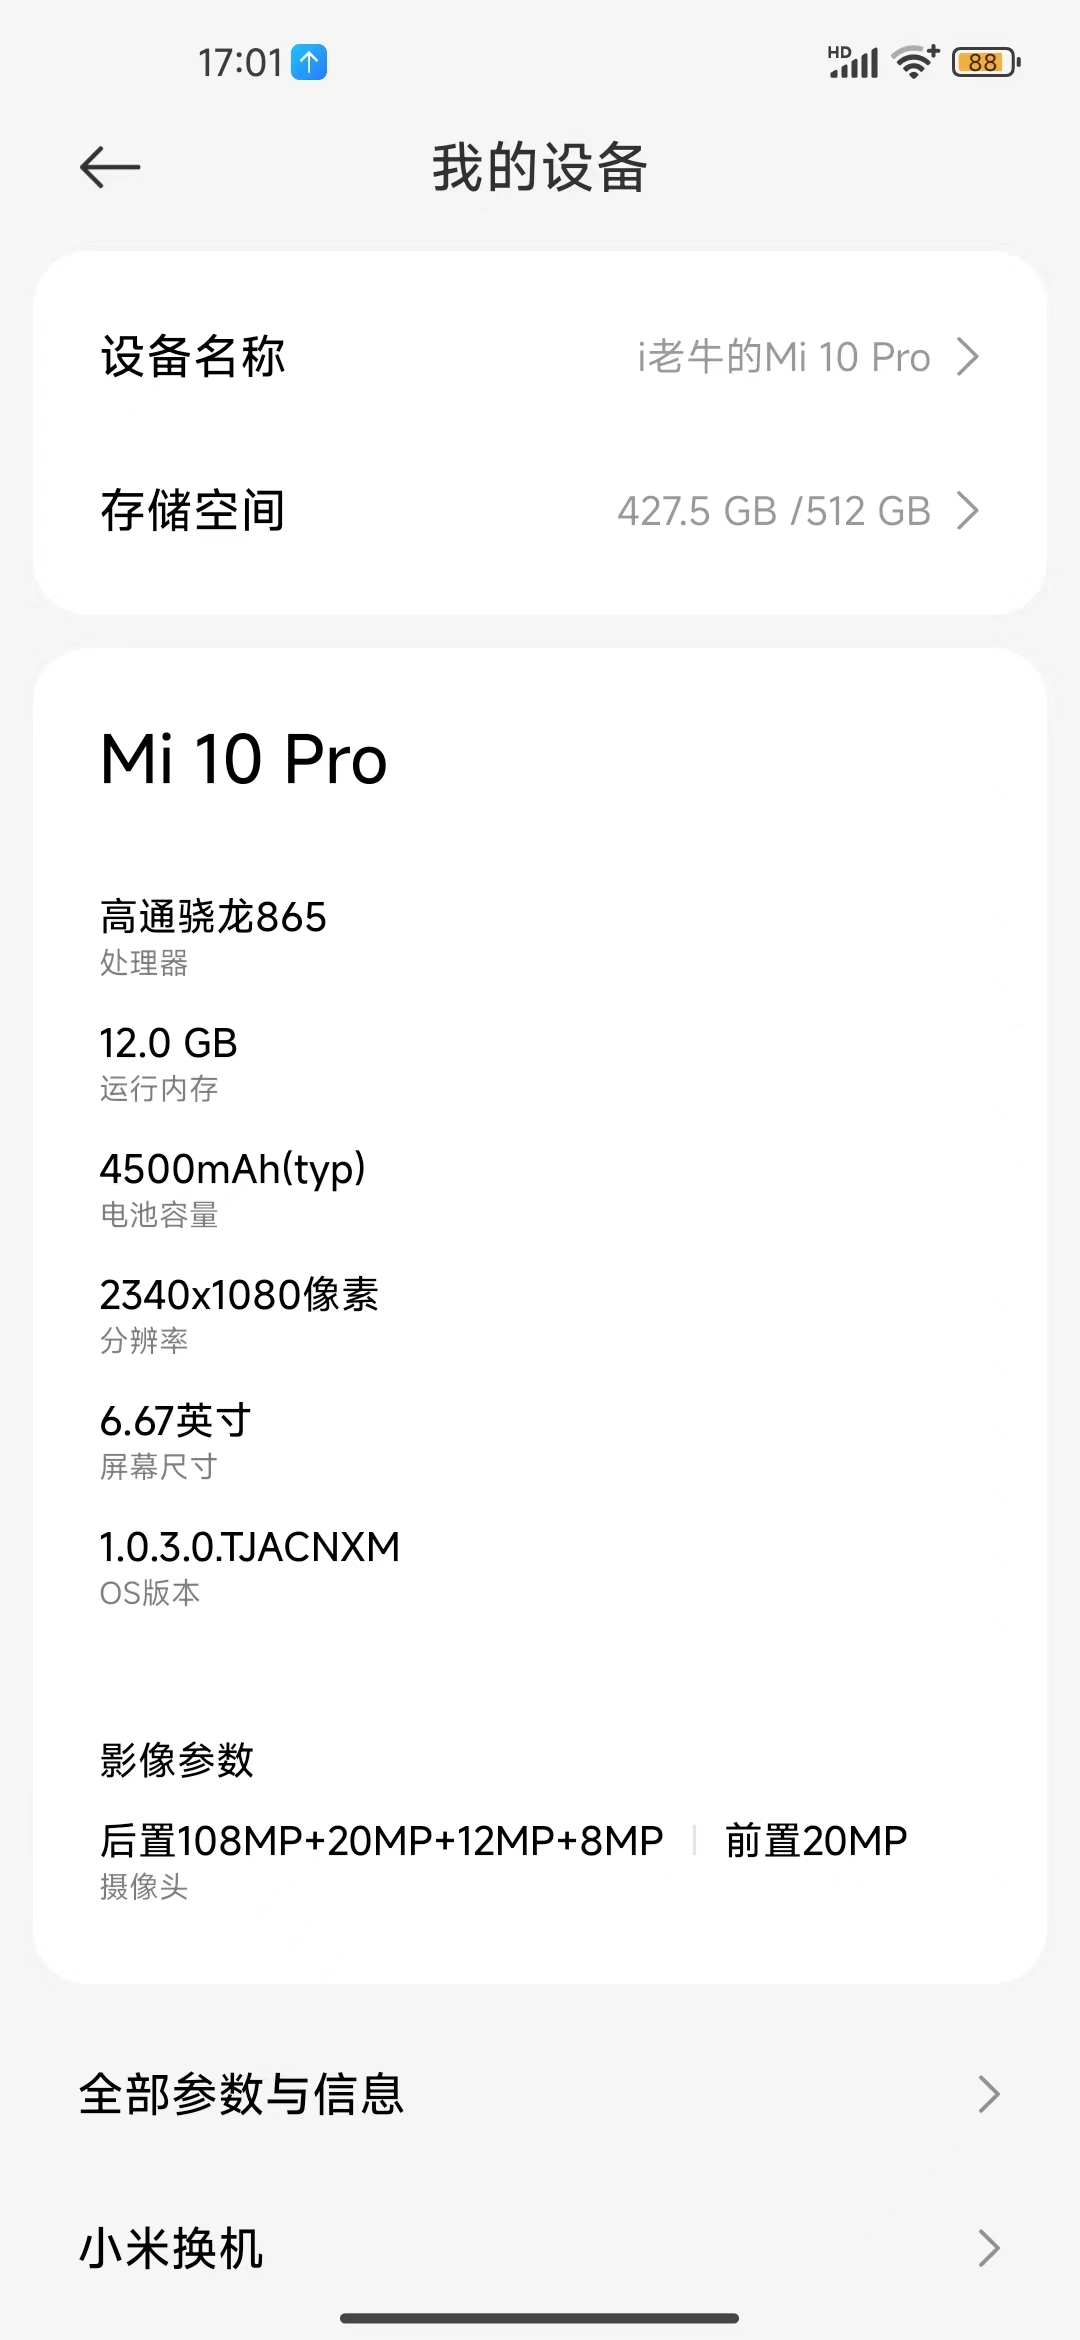 17:01
HD
88
我的设备
设备名称
i老牛的Mi 10 Pro
存储空间
427.5 GB /512 GB
Mi 10 Pro
高通骁龙865
处理器
12.0 GB
运行内存
4500mAh(typ)
电池容量
2340x1080像素
分辨率
6.67英寸
屏幕尺寸
1.0.3.0.TJACNXM
OS版本
影像参数
后置108MP+20MP+12MP+8MP | 前置20MP
摄像头
全部参数与信息
小米换机